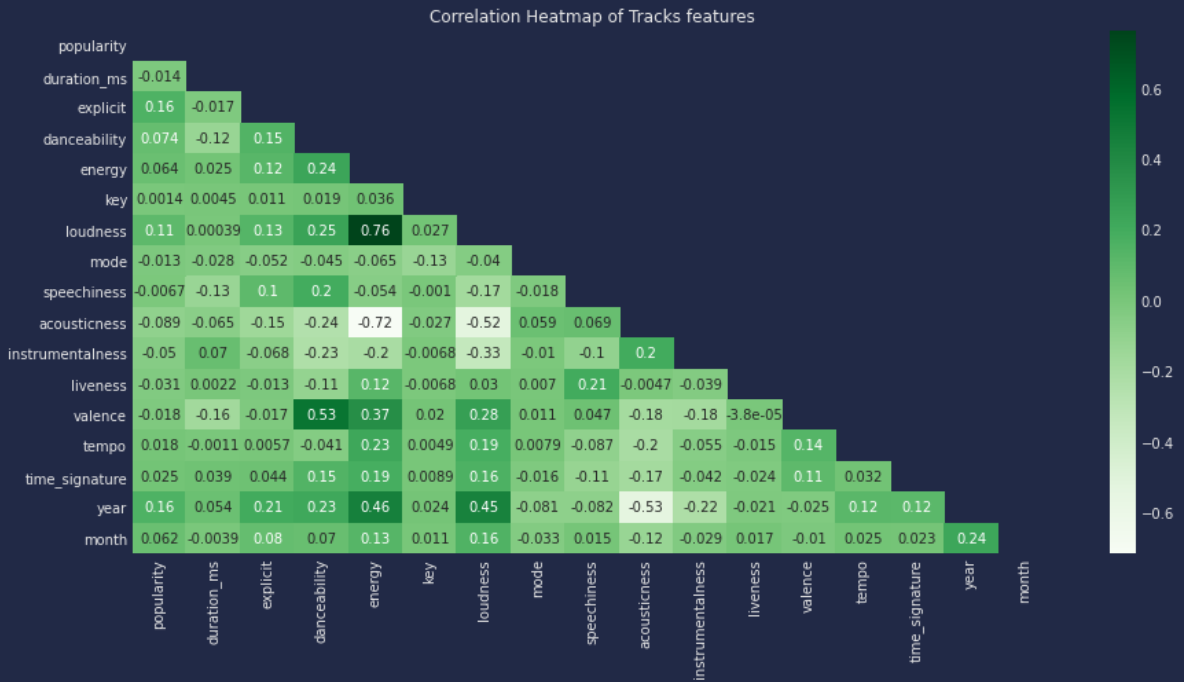 Correlation Heatmap of Tracks features
popularity
duration_ms -0.014
explicit 0.16 -0.017
danceability 0.074 -0.12 0.15
energy 0.064 0.025 0.12 0.24
key 0.0014 0.0045 0.011 0.019 0.036
loudness 0.11 0.00039 0.13 0.25 0.76 0.027
mode -0.013 -0.028 -0.052 -0.045 -0.065 -0.13 -0.04
speechiness -0.0067 -0.13 0.1 0.2 -0.054 -0.001 -0.17 -0.018
acousticness -0.089 -0.065 -0.15 -0.24 -0.72 -0.027 -0.52 0.059 0.069
instrumentalness -0.05 0.07 -0.068 -0.23 -0.2 -0.0068 -0.33 -0.01 -0.1 0.2
liveness -0.031 0.0022 -0.013 -0.11 0.12 -0.0068 0.03 0.007 0.21 -0.0047 -0.039
valence -0.018 -0.16 -0.017 0.53 0.37 0.02 0.28 0.011 0.047 -0.18 -0.18 -3.8e-05
tempo 0.018 -0.0011 0.0057 -0.041 0.23 0.0049 0.19 0.0079 -0.087 -0.2 -0.055 -0.015 0.14
time_signature 0.025 0.039 0.044 0.15 0.19 0.0089 0.16 -0.016 -0.11 -0.17 -0.042 -0.024 0.11 0.032
year 0.16 0.054 0.21 0.23 0.46 0.024 0.45 -0.081 -0.082 -0.53 -0.22 -0.021 -0.025 0.12 0.12
month 0.062 -0.0039 0.08 0.07 0.13 0.011 0.16 -0.033 0.015 -0.12 -0.029 0.017 -0.01 0.025 0.023 0.24
popularity duration_ms explicit danceability energy key loudness mode speechiness acousticness instrumentalness liveness valence tempo time_signature year month
0.6
0.4
0.2
0.0
−0.2
−0.4
−0.6